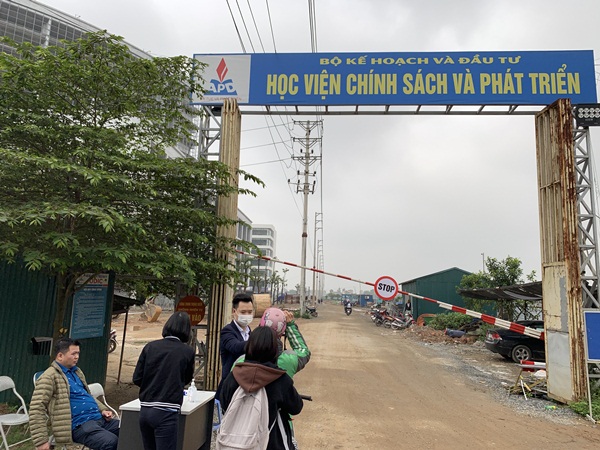 BỘ KẾ HOẠCH VÀ ĐẦU TƯ
APD
HỌC VIỆN CHÍNH SÁCH VÀ PHÁT TRIỂN
STOP